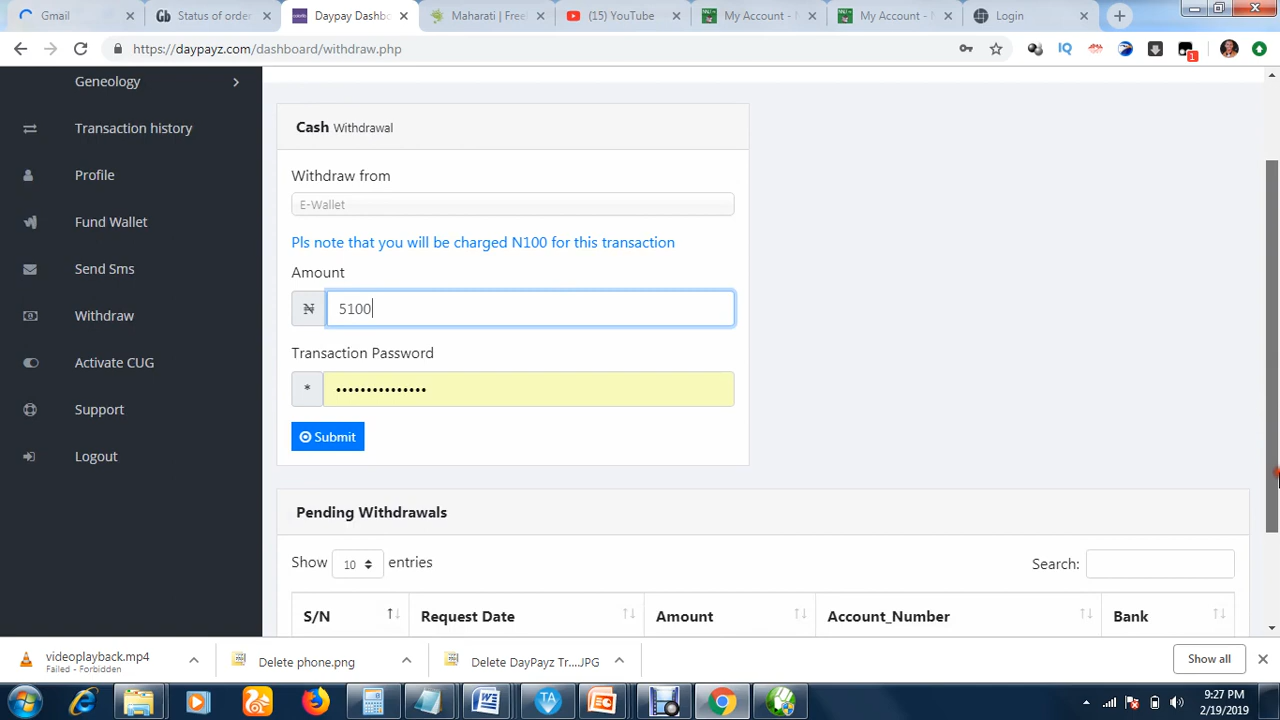 Gmail
Status of order
Daypay Dashbo
Maharati | Free
(15) YouTube
My Account - N
My Account - N
Login
https://daypayz.com/dashboard/withdraw.php
IQ
1
Geneology
Transaction history
Profile
Fund Wallet
Send Sms
Withdraw
Activate CUG
Support
Logout
Cash Withdrawal
Withdraw from
E-Wallet
Pls note that you will be charged N100 for this transaction
Amount
₦ 5100
Transaction Password
* •••••••••••••••
Submit
Pending Withdrawals
Show 10 entries
Search:
S/N Request Date Amount Account_Number Bank
videoplayback.mp4
Failed - Forbidden
Delete phone.png
Delete DayPayz Tr....JPG
Show all
9:27 PM
2/19/2019